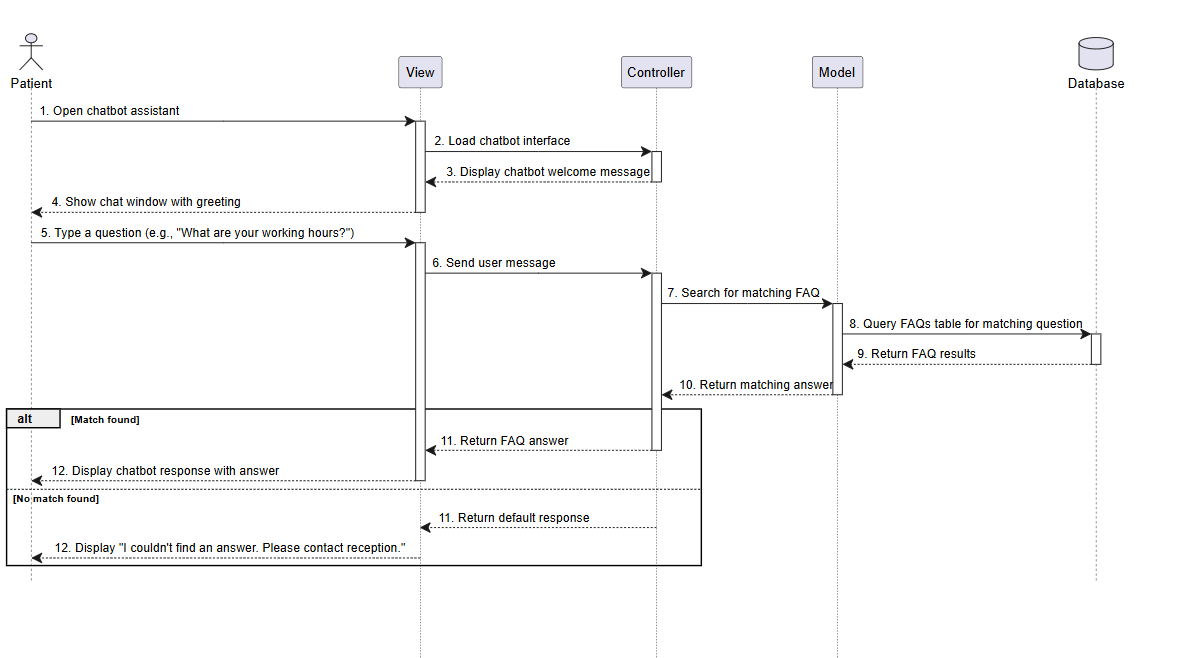 Patient
View
Controller
Model
Database
1. Open chatbot assistant
2. Load chatbot interface
3. Display chatbot welcome message
4. Show chat window with greeting
5. Type a question (e.g., "What are your working hours?")
6. Send user message
7. Search for matching FAQ
8. Query FAQs table for matching question
9. Return FAQ results
10. Return matching answer
alt
[Match found]
11. Return FAQ answer
12. Display chatbot response with answer
[No match found]
11. Return default response
12. Display "I couldn't find an answer. Please contact reception."